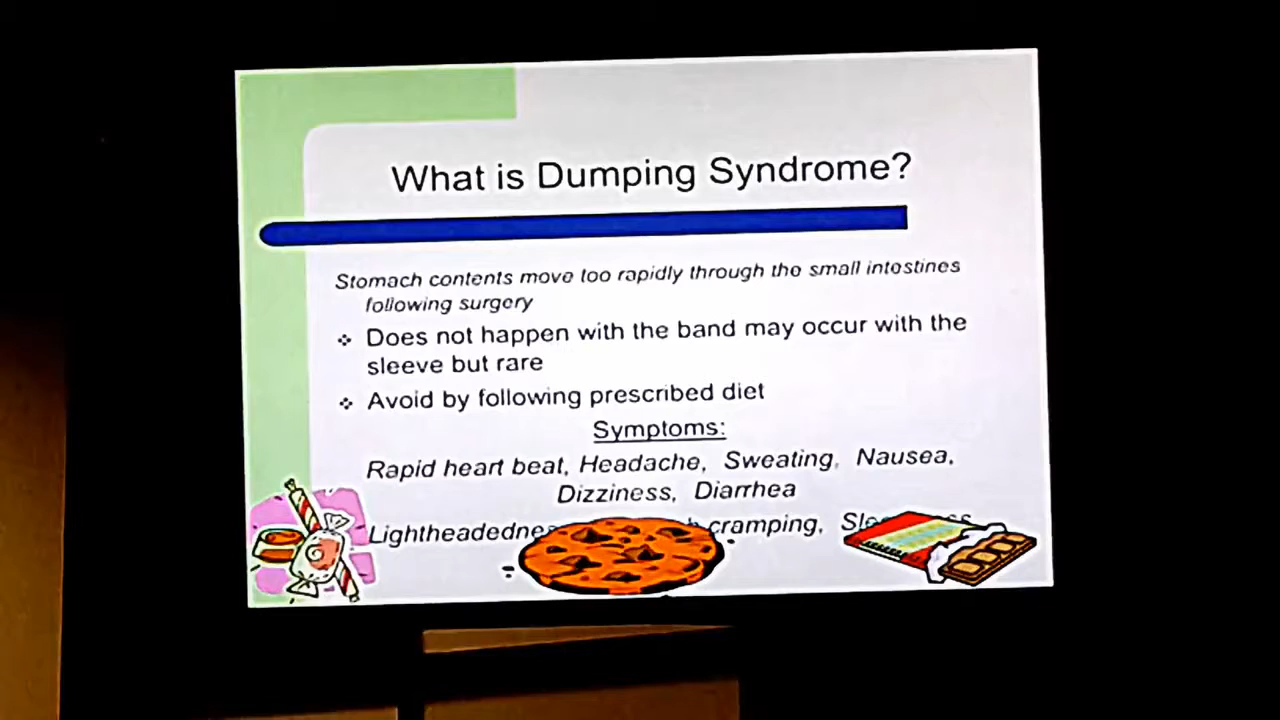 What is Dumping Syndrome?
Stomach contents move too rapidly through the small intestines
following surgery
❖ Does not happen with the band may occur with the
sleeve but rare
❖ Avoid by following prescribed diet
Symptoms:
Rapid heart beat, Headache, Sweating, Nausea,
Dizziness, Diarrhea
cramping,